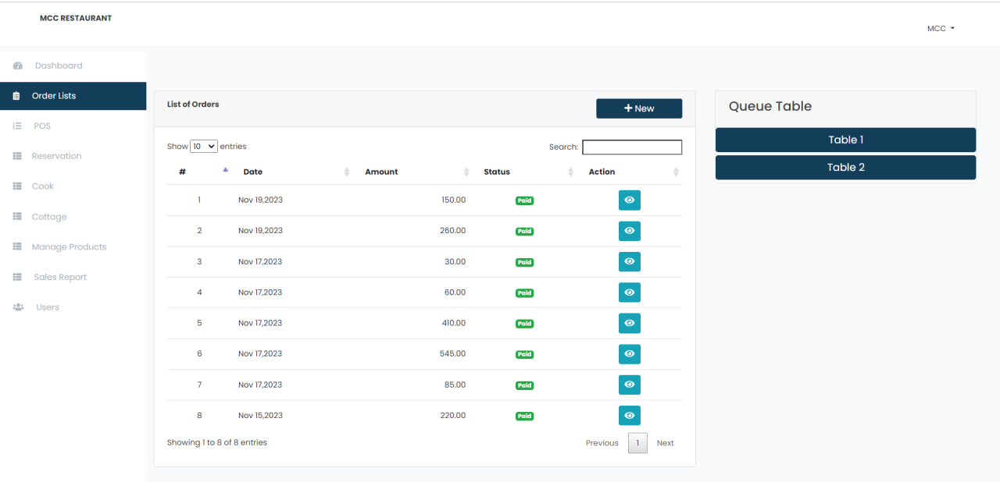 MCC RESTAURANT
MCC
Dashboard
Order Lists
POS
Reservation
Cook
Cottage
Manage Products
Sales Report
Users
List of Orders
+ New
Show 10 entries
Search:
# Date Amount Status Action
1 Nov 19,2023 150.00 Paid
2 Nov 19,2023 260.00 Paid
3 Nov 17,2023 30.00 Paid
4 Nov 17,2023 60.00 Paid
5 Nov 17,2023 410.00 Paid
6 Nov 17,2023 545.00 Paid
7 Nov 17,2023 85.00 Paid
8 Nov 15,2023 220.00 Paid
Showing 1 to 8 of 8 entries
Previous 1 Next
Queue Table
Table 1
Table 2